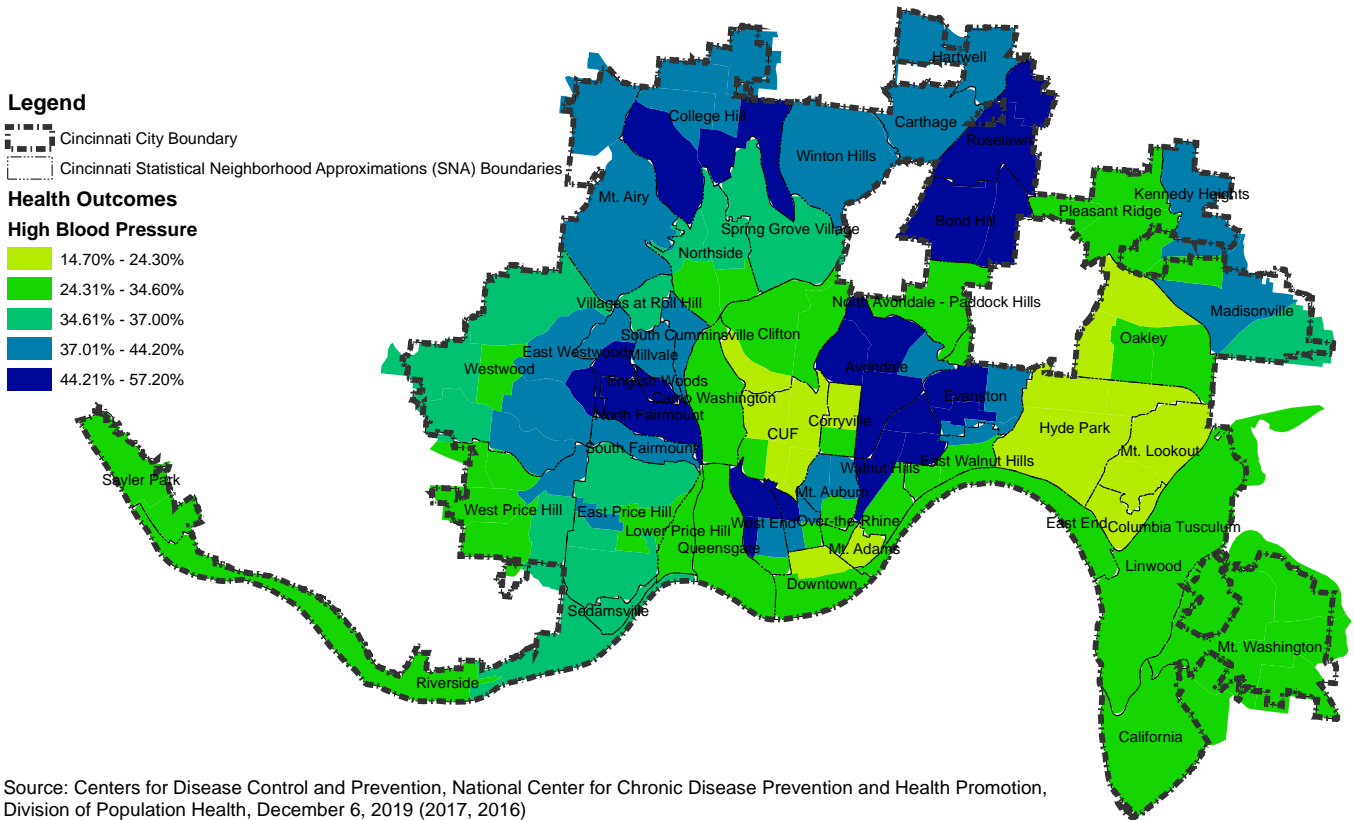 Legend
Cincinnati City Boundary
Cincinnati Statistical Neighborhood Approximations (SNA) Boundaries
Health Outcomes
High Blood Pressure
14.70% - 24.30%
24.31% - 34.60%
34.61% - 37.00%
37.01% - 44.20%
44.21% - 57.20%
Hartwell
College Hill
Carthage
Roselawn
Winton Hills
Mt. Airy
Kennedy Heights
Pleasant Ridge
Bond Hill
Spring Grove Village
Northside
Villages at Roll Hill
North Avondale - Paddock Hills
Madisonville
South Cumminsville
Clifton
Oakley
East Westwood
Millvale
Westwood
Avondale
English Woods
Camp Washington
Evanston
North Fairmount
Corryville
CUF
Hyde Park
South Fairmount
Mt. Lookout
Walnut Hills
East Walnut Hills
Sayler Park
Mt. Auburn
West Price Hill
East Price Hill
Lower Price Hill
West End
Over-the-Rhine
East End
Columbia Tusculum
Queensgate
Mt. Adams
Linwood
Downtown
Sedamsville
Mt. Washington
Riverside
California
Source: Centers for Disease Control and Prevention, National Center for Chronic Disease Prevention and Health Promotion,
Division of Population Health, December 6, 2019 (2017, 2016)